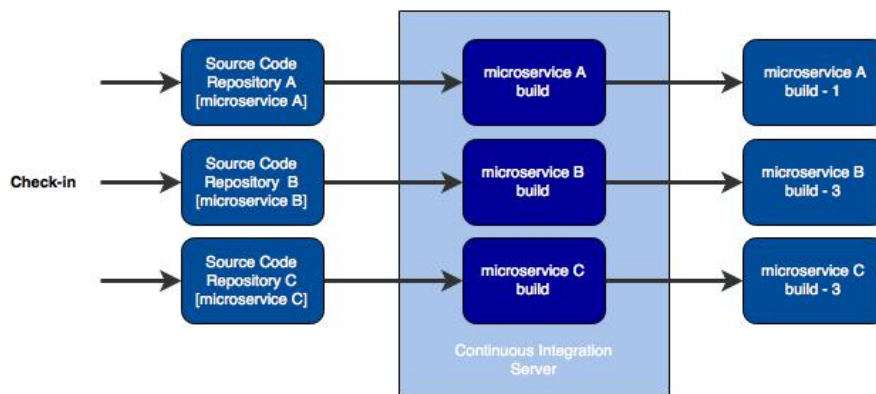 Source Code
Repository A
[microservice A]
microservice A
build
microservice A
build - 1
Check-in
Source Code
Repository B
[microservice B]
microservice B
build
microservice B
build - 3
Source Code
Repository C
[microservice C]
microservice C
build
microservice C
build - 3
Continuous Integration
Server